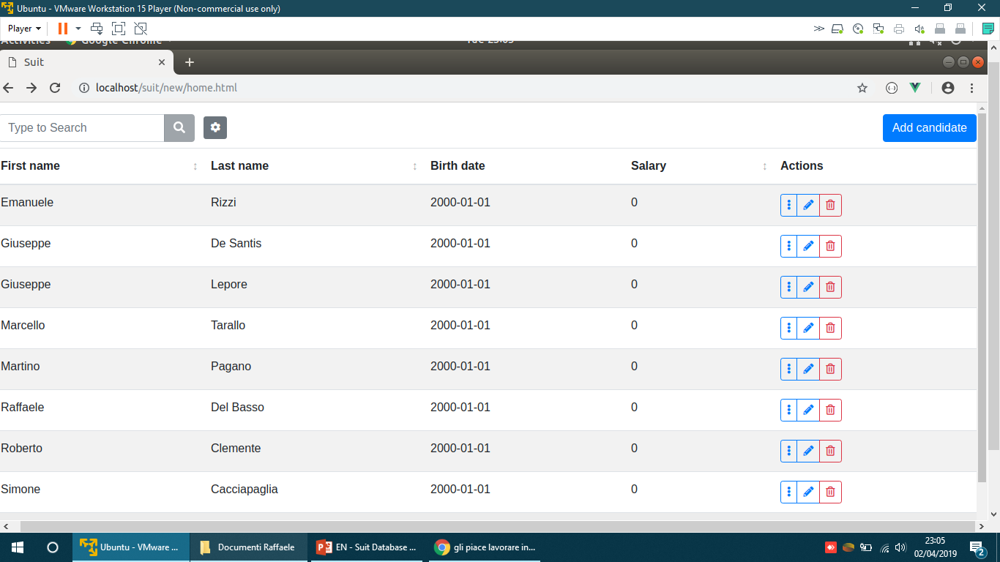 Ubuntu - VMware Workstation 15 Player (Non-commercial use only)
Player
Activities Google Chrome Tue 23:05
Suit
localhost/suit/new/home.html
Type to Search
Add candidate
First name Last name Birth date Salary Actions
Emanuele Rizzi 2000-01-01 0
Giuseppe De Santis 2000-01-01 0
Giuseppe Lepore 2000-01-01 0
Marcello Tarallo 2000-01-01 0
Martino Pagano 2000-01-01 0
Raffaele Del Basso 2000-01-01 0
Roberto Clemente 2000-01-01 0
Simone Cacciapaglia 2000-01-01 0
Ubuntu - VMware ... Documenti Raffaele EN - Suit Database ... gli piace lavorare in... 23:05
02/04/2019 2